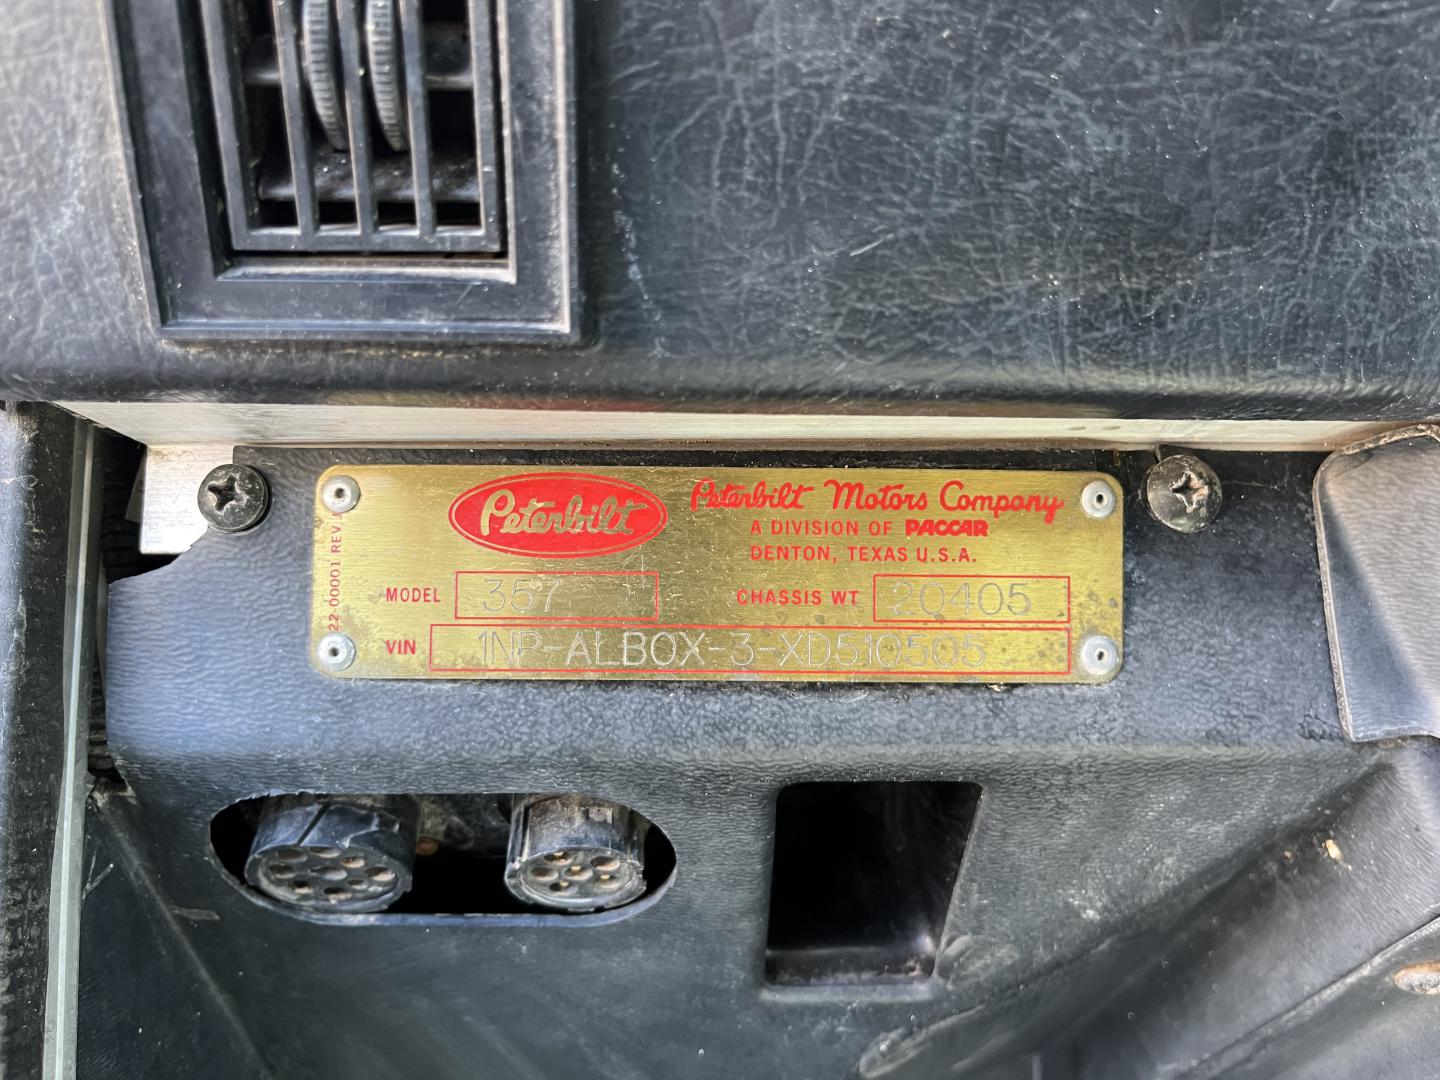 Peterbilt
Peterbilt Motors Company
A DIVISION OF PACCAR
DENTON, TEXAS U.S.A.
MODEL 357
CHASSIS WT 20405
VIN 1NP-ALBOX-3-XD510505
22-00001 REV.